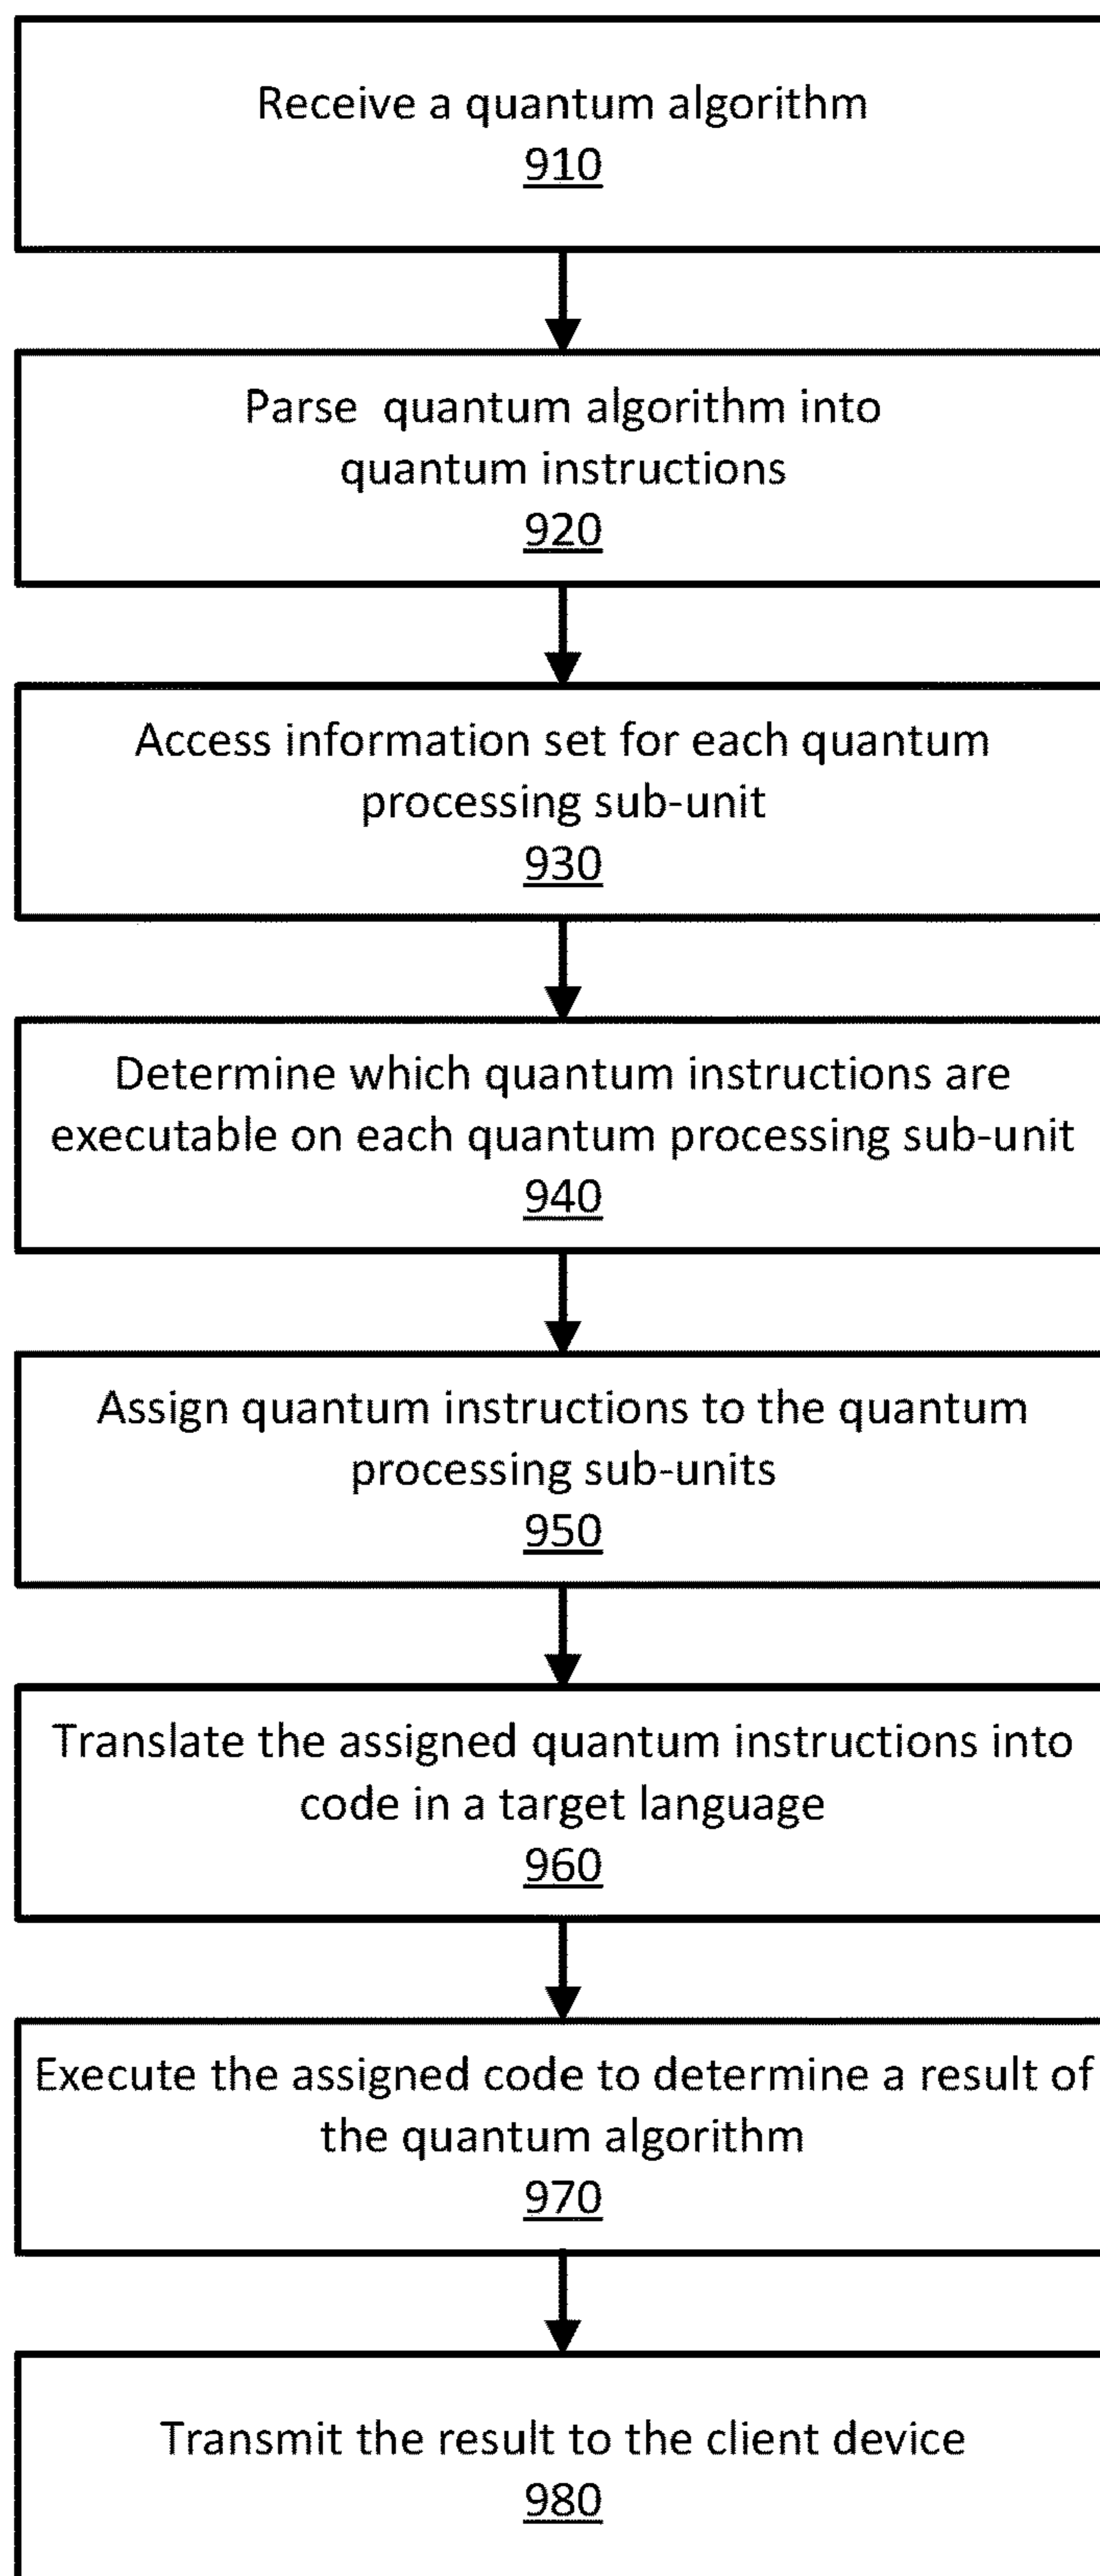 Receive a quantum algorithm
910
Parse quantum algorithm into
quantum instructions
920
Access information set for each quantum
processing sub-unit
930
Determine which quantum instructions are
executable on each quantum processing sub-unit
940
Assign quantum instructions to the quantum
processing sub-units
950
Translate the assigned quantum instructions into
code in a target language
960
Execute the assigned code to determine a result of
the quantum algorithm
970
Transmit the result to the client device
980